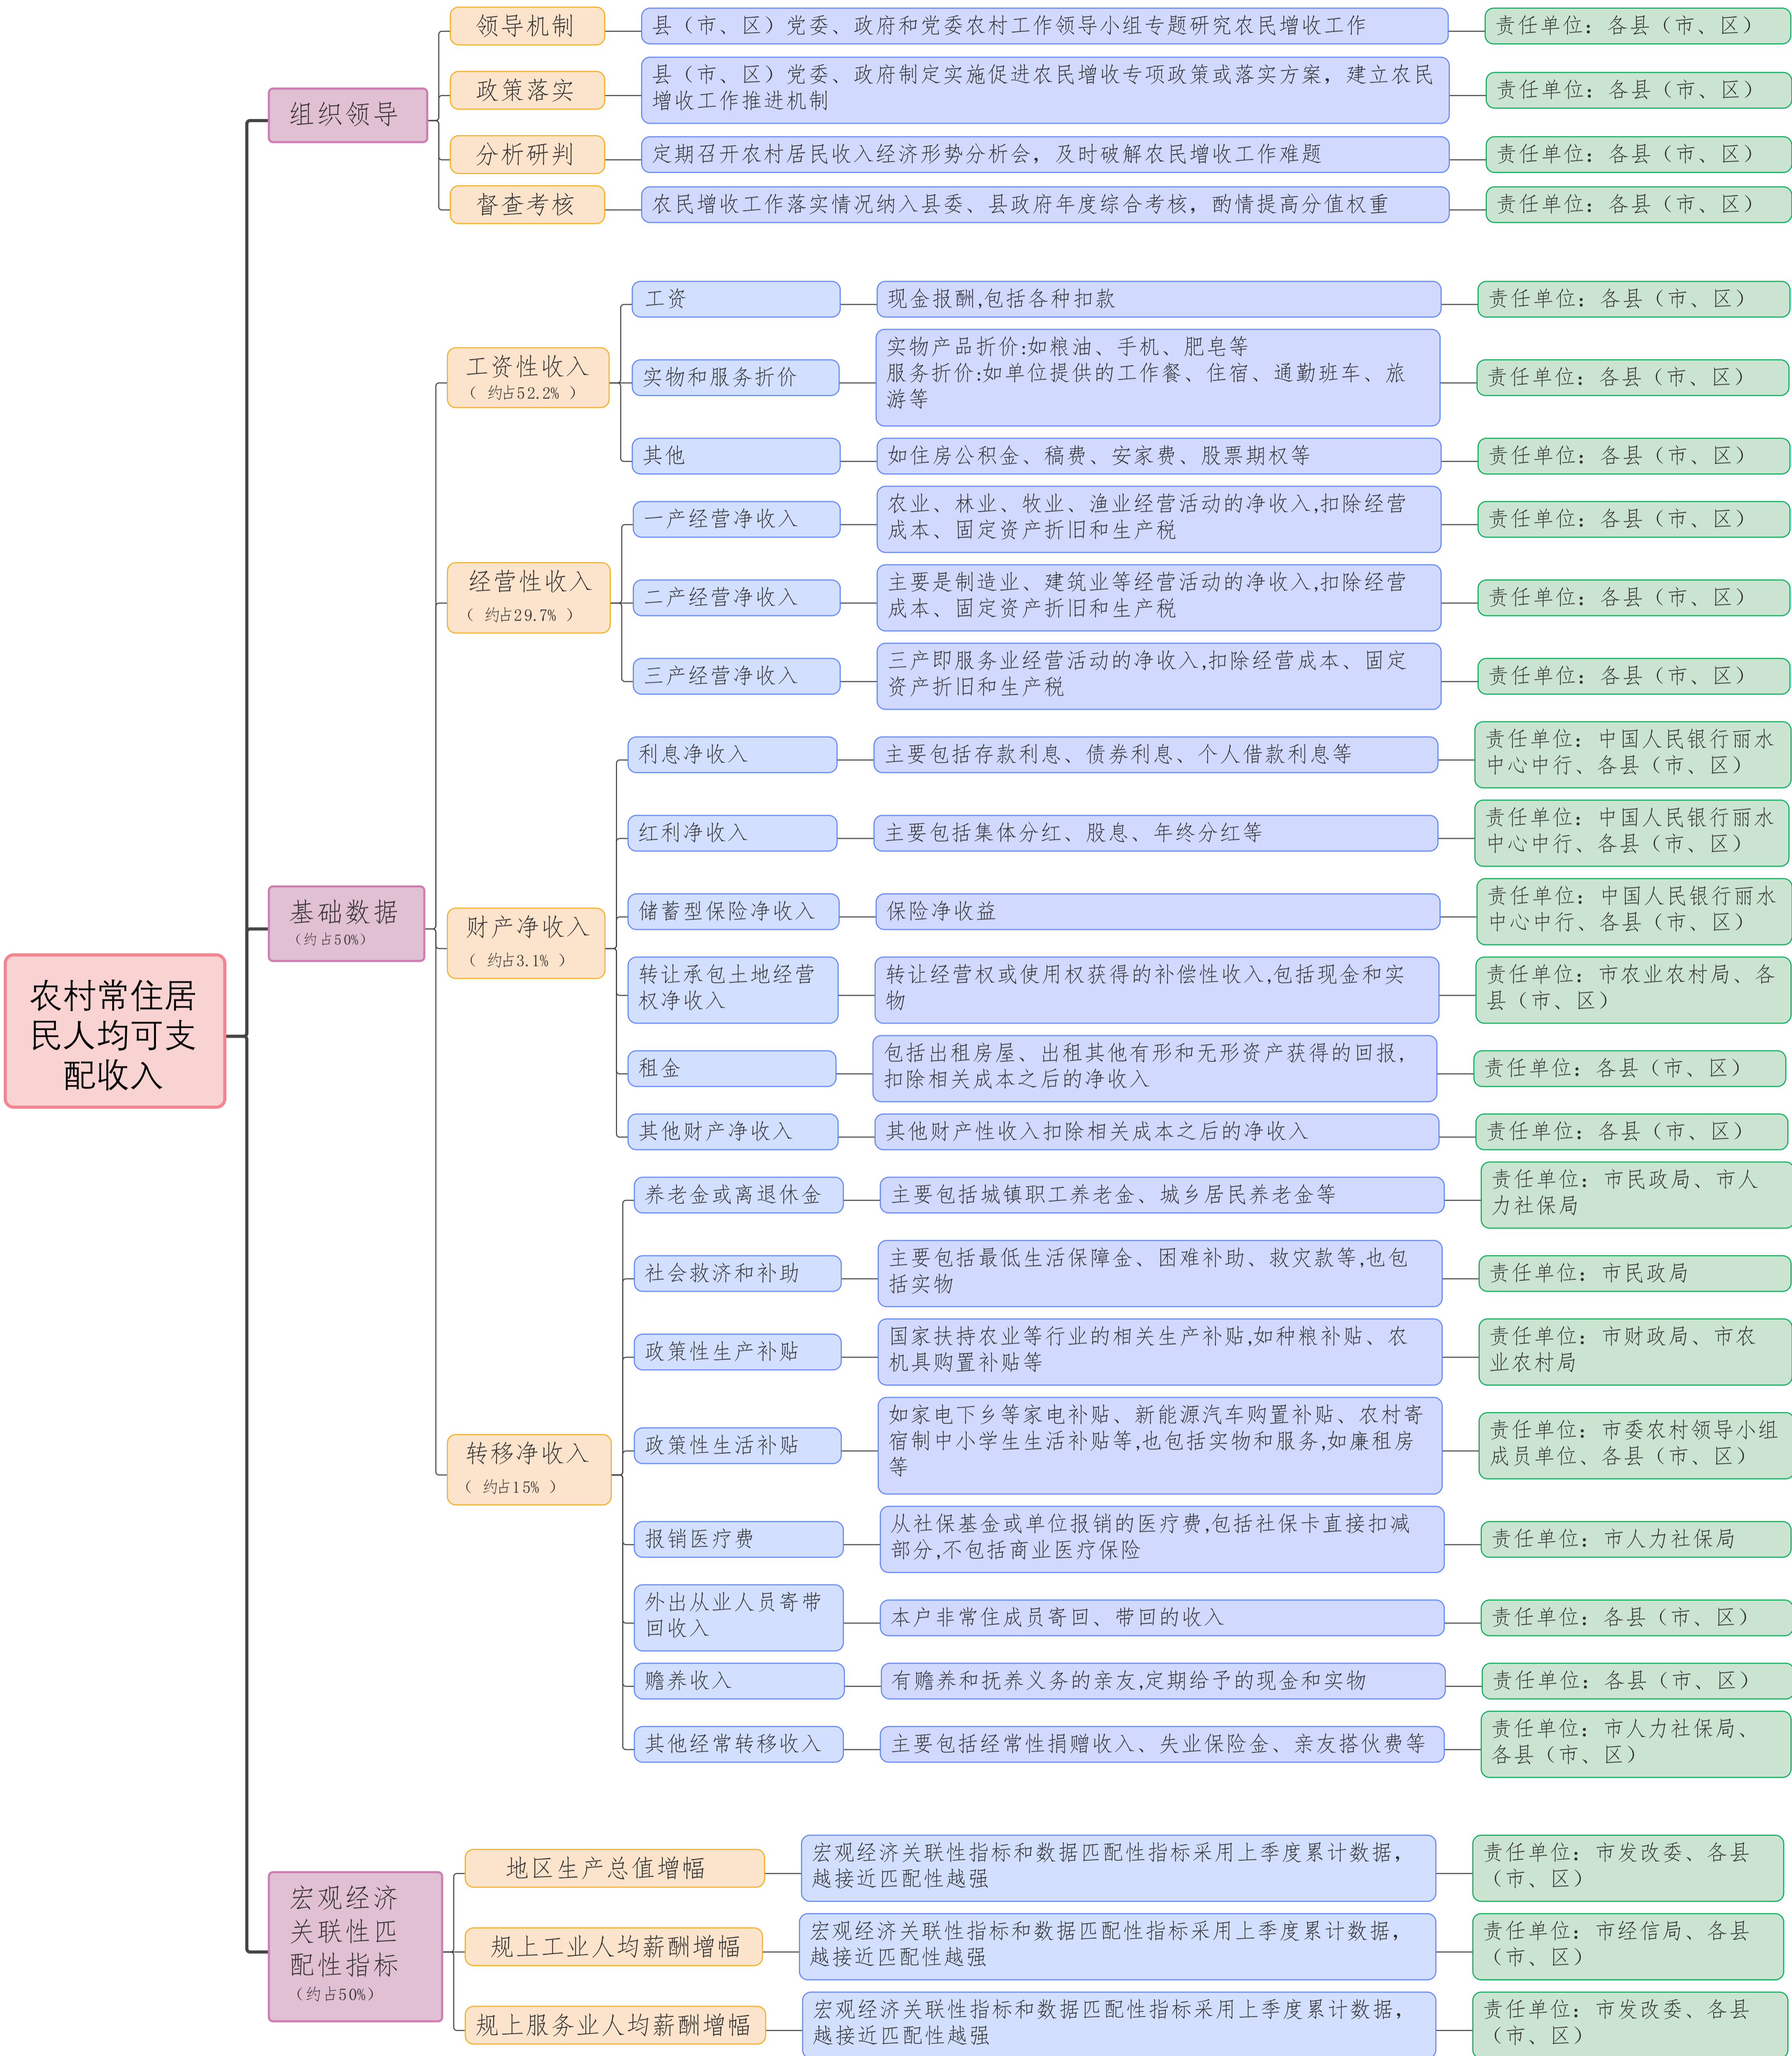 农村常住居
民人均可支
配收入
组织领导
领导机制
县（市、区）党委、政府和党委农村工作领导小组专题研究农民增收工作
责任单位：各县（市、区）
政策落实
县（市、区）党委、政府制定实施促进农民增收专项政策或落实方案，建立农民
增收工作推进机制
责任单位：各县（市、区）
分析研判
定期召开农村居民收入经济形势分析会，及时破解农民增收工作难题
责任单位：各县（市、区）
督查考核
农民增收工作落实情况纳入县委、县政府年度综合考核，酌情提高分值权重
责任单位：各县（市、区）
基础数据
（约占50%）
工资性收入
（ 约占52.2% ）
工资
现金报酬,包括各种扣款
责任单位：各县（市、区）
实物和服务折价
实物产品折价:如粮油、手机、肥皂等
服务折价:如单位提供的工作餐、住宿、通勤班车、旅
游等
责任单位：各县（市、区）
其他
如住房公积金、稿费、安家费、股票期权等
责任单位：各县（市、区）
经营性收入
（ 约占29.7% ）
一产经营净收入
农业、林业、牧业、渔业经营活动的净收入,扣除经营
成本、固定资产折旧和生产税
责任单位：各县（市、区）
二产经营净收入
主要是制造业、建筑业等经营活动的净收入,扣除经营
成本、固定资产折旧和生产税
责任单位：各县（市、区）
三产经营净收入
三产即服务业经营活动的净收入,扣除经营成本、固定
资产折旧和生产税
责任单位：各县（市、区）
财产净收入
（ 约占3.1% ）
利息净收入
主要包括存款利息、债券利息、个人借款利息等
责任单位：中国人民银行丽水
中心中行、各县（市、区）
红利净收入
主要包括集体分红、股息、年终分红等
责任单位：中国人民银行丽水
中心中行、各县（市、区）
储蓄型保险净收入
保险净收益
责任单位：中国人民银行丽水
中心中行、各县（市、区）
转让承包土地经营
权净收入
转让经营权或使用权获得的补偿性收入,包括现金和实
物
责任单位：市农业农村局、各
县（市、区）
租金
包括出租房屋、出租其他有形和无形资产获得的回报，
扣除相关成本之后的净收入
责任单位：各县（市、区）
其他财产净收入
其他财产性收入扣除相关成本之后的净收入
责任单位：各县（市、区）
转移净收入
（ 约占15% ）
养老金或离退休金
主要包括城镇职工养老金、城乡居民养老金等
责任单位：市民政局、市人
力社保局
社会救济和补助
主要包括最低生活保障金、困难补助、救灾款等,也包
括实物
责任单位：市民政局
政策性生产补贴
国家扶持农业等行业的相关生产补贴,如种粮补贴、农
机具购置补贴等
责任单位：市财政局、市农
业农村局
政策性生活补贴
如家电下乡等家电补贴、新能源汽车购置补贴、农村寄
宿制中小学生生活补贴等,也包括实物和服务,如廉租房
等
责任单位：市委农村领导小组
成员单位、各县（市、区）
报销医疗费
从社保基金或单位报销的医疗费,包括社保卡直接扣减
部分,不包括商业医疗保险
责任单位：市人力社保局
外出从业人员寄带
回收入
本户非常住成员寄回、带回的收入
责任单位：各县（市、区）
赡养收入
有赡养和抚养义务的亲友,定期给予的现金和实物
责任单位：各县（市、区）
其他经常转移收入
主要包括经常性捐赠收入、失业保险金、亲友搭伙费等
责任单位：市人力社保局、
各县（市、区）
宏观经济
关联性匹
配性指标
（约占50%）
地区生产总值增幅
宏观经济关联性指标和数据匹配性指标采用上季度累计数据，
越接近匹配性越强
责任单位：市发改委、各县
（市、区）
规上工业人均薪酬增幅
宏观经济关联性指标和数据匹配性指标采用上季度累计数据，
越接近匹配性越强
责任单位：市经信局、各县
（市、区）
规上服务业人均薪酬增幅
宏观经济关联性指标和数据匹配性指标采用上季度累计数据，
越接近匹配性越强
责任单位：市发改委、各县
（市、区）